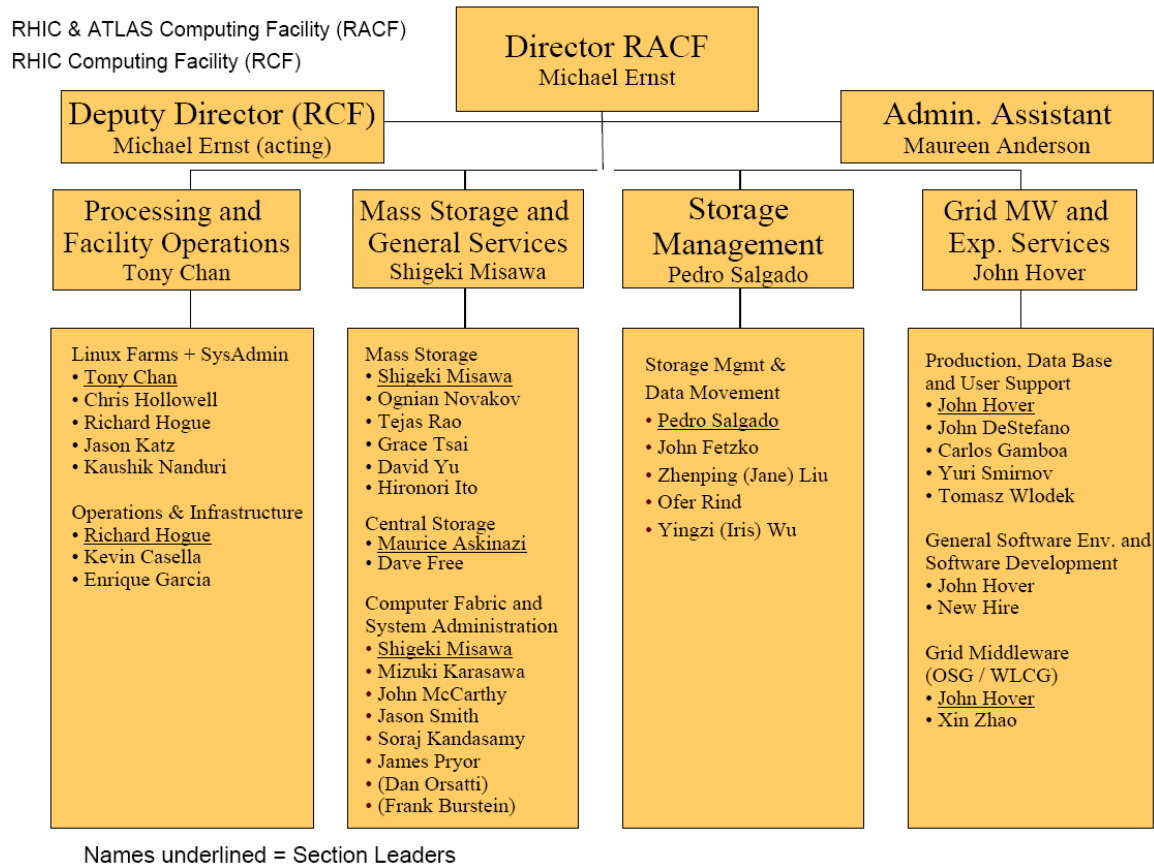 RHIC & ATLAS Computing Facility (RACF)
RHIC Computing Facility (RCF)
Director RACF
Michael Ernst
Deputy Director (RCF)
Michael Ernst (acting)
Admin. Assistant
Maureen Anderson
Processing and
Facility Operations
Tony Chan
Mass Storage and
General Services
Shigeki Misawa
Storage
Management
Pedro Salgado
Grid MW and
Exp. Services
John Hover
Linux Farms + SysAdmin
• Tony Chan
• Chris Hollowell
• Richard Hogue
• Jason Katz
• Kaushik Nanduri
Operations & Infrastructure
• Richard Hogue
• Kevin Casella
• Enrique Garcia
Mass Storage
• Shigeki Misawa
• Ognian Novakov
• Tejas Rao
• Grace Tsai
• David Yu
• Hironori Ito
Central Storage
• Maurice Askinazi
• Dave Free
Computer Fabric and
System Administration
• Shigeki Misawa
• Mizuki Karasawa
• John McCarthy
• Jason Smith
• Soraj Kandasamy
• James Pryor
• (Dan Orsatti)
• (Frank Burstein)
Storage Mgmt &
Data Movement
• Pedro Salgado
• John Fetzko
• Zhenping (Jane) Liu
• Ofer Rind
• Yingzi (Iris) Wu
Production, Data Base
and User Support
• John Hover
• John DeStefano
• Carlos Gamboa
• Yuri Smirnov
• Tomasz Wlodek
General Software Env. and
Software Development
• John Hover
• New Hire
Grid Middleware
(OSG / WLCG)
• John Hover
• Xin Zhao
Names underlined = Section Leaders